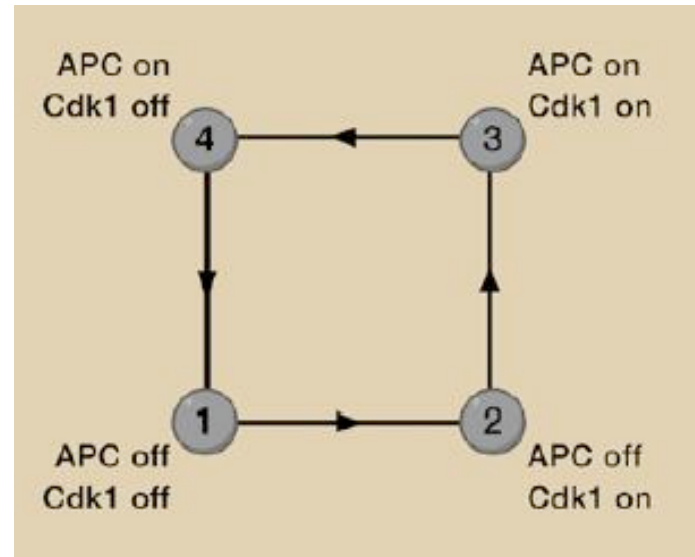 APC on
Cdk1 off
4
3
APC on
Cdk1 on
1
APC off
Cdk1 off
2
APC off
Cdk1 on